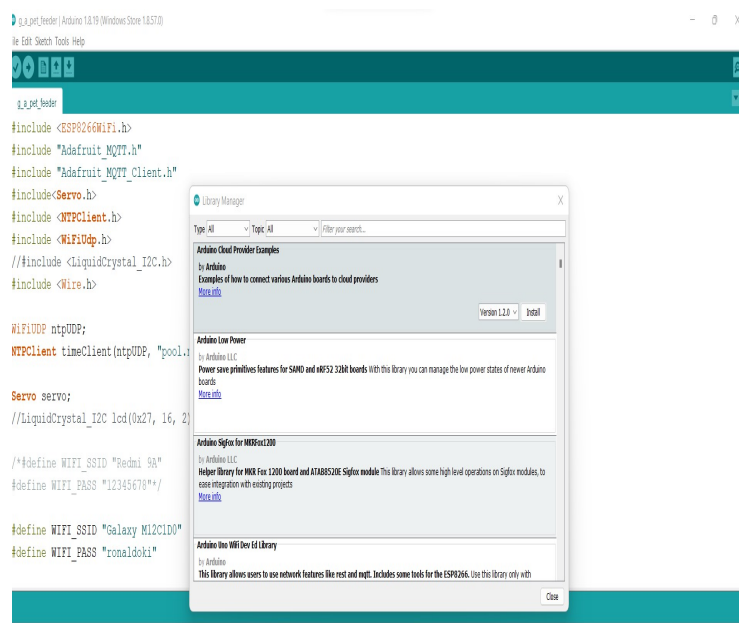 g_a_pet_feeder | Arduino 1.8.19 (Windows Store 1.8.57.0)
ile Edit Sketch Tools Help
g_a_pet_feeder
#include <ESP8266WiFi.h>
#include "Adafruit_MQTT.h"
#include "Adafruit_MQTT_Client.h"
#include<Servo.h>
#include <NTPClient.h>
#include <WiFiUdp.h>
//#include <LiquidCrystal_I2C.h>
#include <Wire.h>
WiFiUDP ntpUDP;
NTPClient timeClient(ntpUDP, "pool.
Servo servo;
//LiquidCrystal_I2C lcd(0x27, 16, 2)
/*#define WIFI_SSID "Redmi 9A"
#define WIFI_PASS "12345678"*/
#define WIFI_SSID "Galaxy M12C1D0"
#define WIFI_PASS "ronaldoki"
Library Manager
Type All Topic All Filter your search...
Arduino Cloud Provider Examples
by Arduino
Examples of how to connect various Arduino boards to cloud providers
More info
Version 1.2.0 Install
Arduino Low Power
by Arduino LLC
Power save primitives features for SAMD and nRF52 32bit boards With this library you can manage the low power states of newer Arduino
boards
More info
Arduino SigFox for MKRFox1200
by Arduino LLC
Helper library for MKR Fox 1200 board and ATAB8520E Sigfox module This library allows some high level operations on Sigfox modules, to
ease integration with existing projects
More info
Arduino Uno WiFi Dev Ed Library
by Arduino
This library allows users to use network features like rest and mqtt. Includes some tools for the ESP8266. Use this library only with
Close